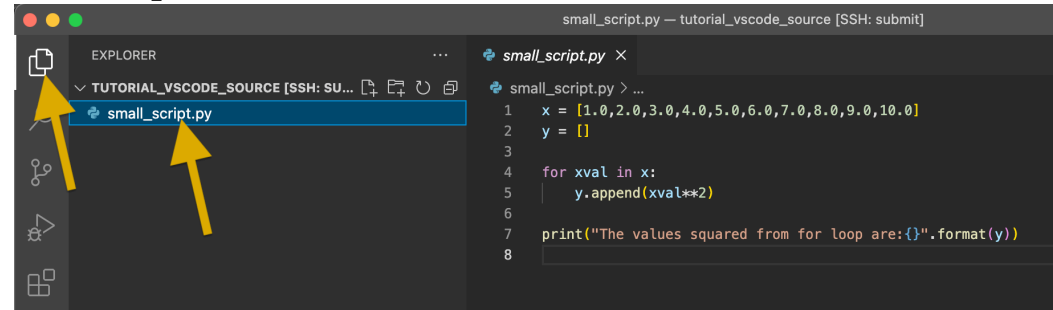 small_script.py — tutorial_vscode_source [SSH: submit]
EXPLORER
···
small_script.py ×
TUTORIAL_VSCODE_SOURCE [SSH: SU...
small_script.py > ...
small_script.py
1 x = [1.0,2.0,3.0,4.0,5.0,6.0,7.0,8.0,9.0,10.0]
2 y = []
3
4 for xval in x:
5     y.append(xval**2)
6
7 print("The values squared from for loop are:{}".format(y))
8